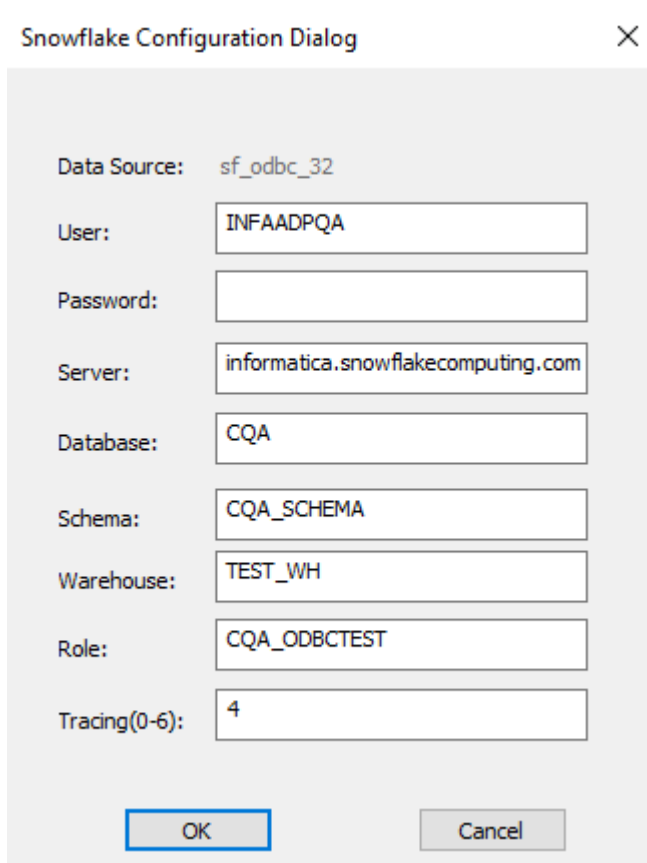 Snowflake Configuration Dialog
Data Source: sf_odbc_32
User: INFAADPQA
Password:
Server: informatica.snowflakecomputing.com
Database: CQA
Schema: CQA_SCHEMA
Warehouse: TEST_WH
Role: CQA_ODBCTEST
Tracing(0-6): 4
OK Cancel